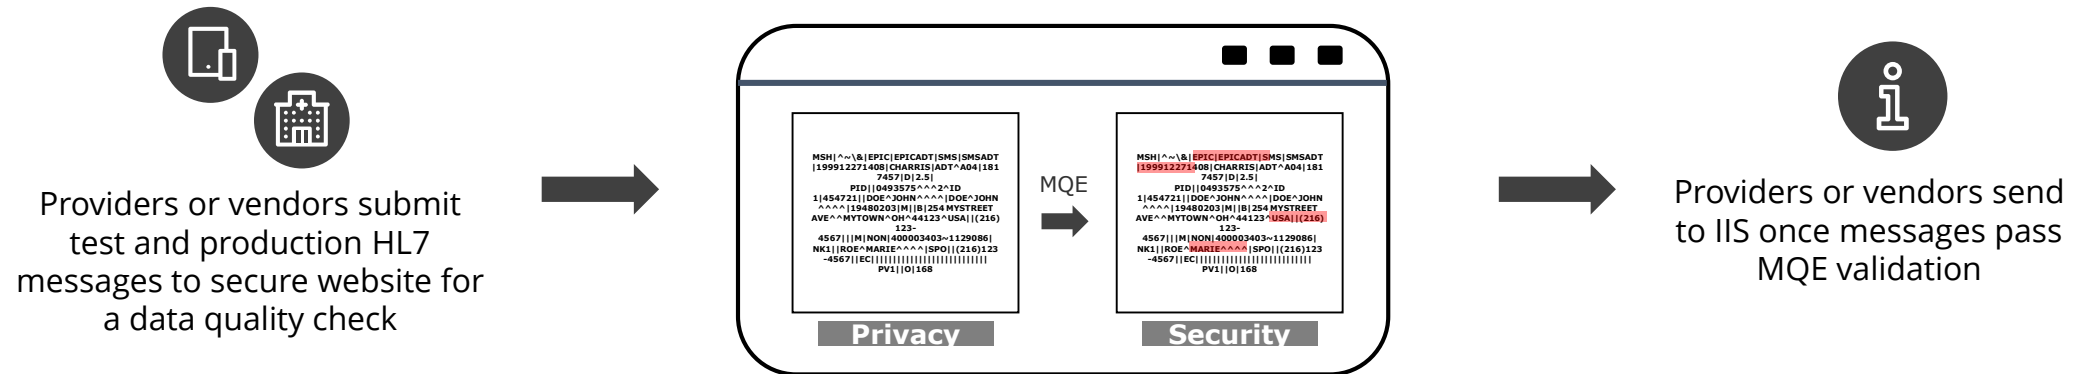 Providers or vendors submit
test and production HL7
messages to secure website for
a data quality check
MSH|^~\&|EPIC|EPICADT|SMS|SMSADT
|199912271408|CHARRIS|ADT^A04|181
7457|D|2.5|
PID||0493575^^^2^ID
1|454721||DOE^JOHN^^^^|DOE^JOHN
^^^^|19480203|M||B|254 MYSTREET
AVE^^MYTOWN^OH^44123^USA||(216)
123-
4567|||M|NON|400003403~1129086|
NK1||ROE^MARIE^^^^|SPO||(216)123
-4567||EC|||||||||||||||||||||||||||
PV1||O|168
Privacy
MQE
MSH|^~\&|EPIC|EPICADT|SMS|SMSADT
|199912271408|CHARRIS|ADT^A04|181
7457|D|2.5|
PID||0493575^^^2^ID
1|454721||DOE^JOHN^^^^|DOE^JOHN
^^^^|19480203|M||B|254 MYSTREET
AVE^^MYTOWN^OH^44123^USA||(216)
123-
4567|||M|NON|400003403~1129086|
NK1||ROE^MARIE^^^^|SPO||(216)123
-4567||EC|||||||||||||||||||||||||||
PV1||O|168
Security
Providers or vendors send
to IIS once messages pass
MQE validation